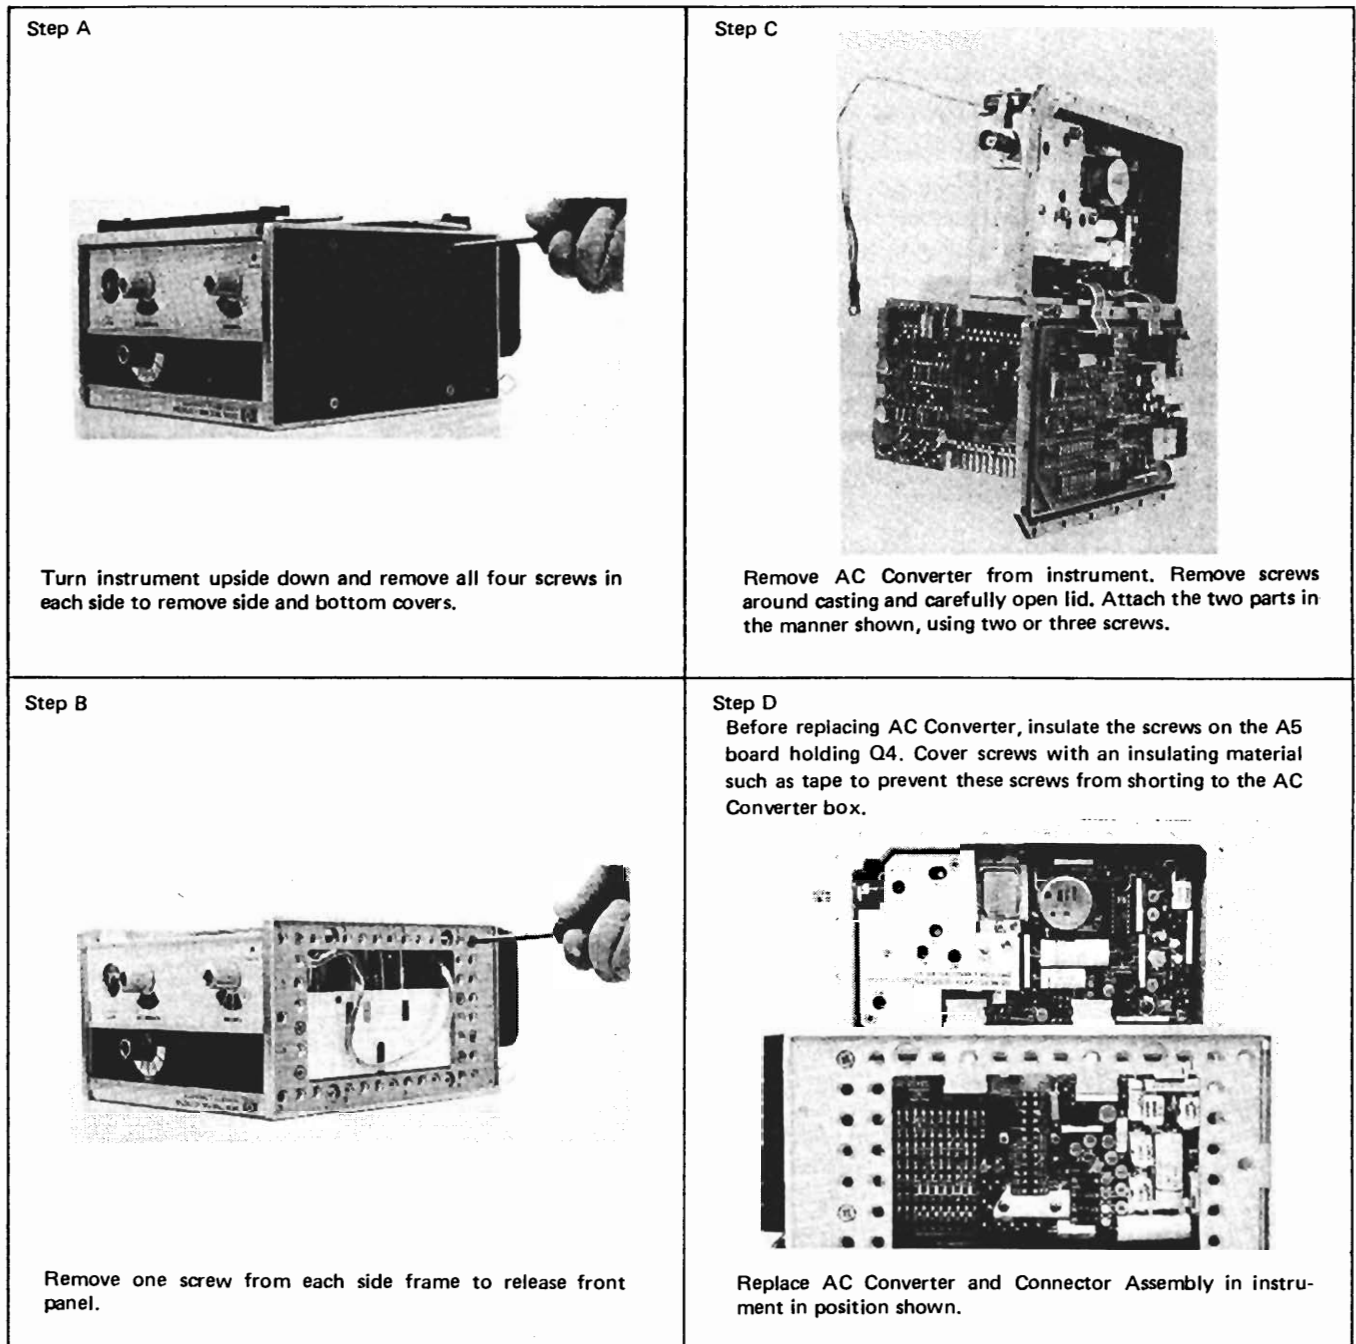 Step A
Turn instrument upside down and remove all four screws in
each side to remove side and bottom covers.
Step B
Remove one screw from each side frame to release front
panel.
Step C
Remove AC Converter from instrument. Remove screws
around casting and carefully open lid. Attach the two parts in
the manner shown, using two or three screws.
Step D
Before replacing AC Converter, insulate the screws on the A5
board holding Q4. Cover screws with an insulating material
such as tape to prevent these screws from shorting to the AC
Converter box.
Replace AC Converter and Connector Assembly in instru-
ment in position shown.